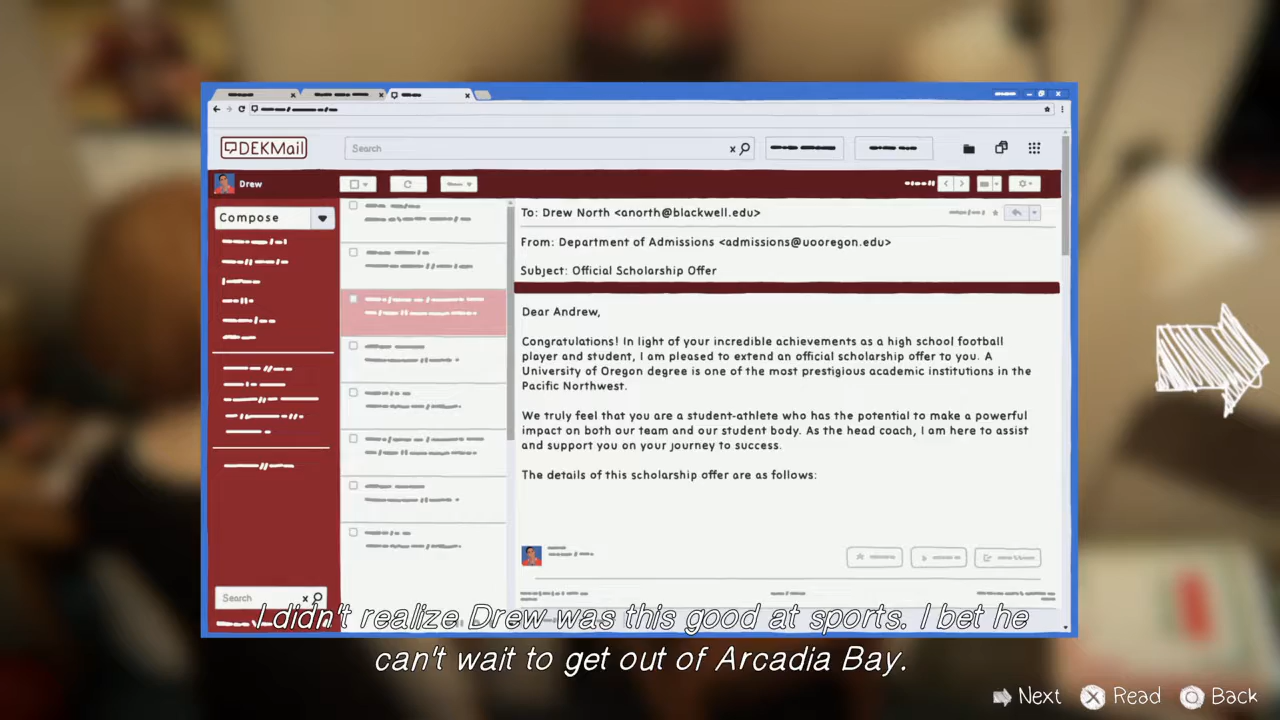 DEKMail
Search
Drew
Compose
To: Drew North <anorth@blackwell.edu>
From: Department of Admissions <admissions@uooregon.edu>
Subject: Official Scholarship Offer
Dear Andrew,
Congratulations! In light of your incredible achievements as a high school football
player and student, I am pleased to extend an official scholarship offer to you. A
University of Oregon degree is one of the most prestigious academic institutions in the
Pacific Northwest.
We truly feel that you are a student-athlete who has the potential to make a powerful
impact on both our team and our student body. As the head coach, I am here to assist
and support you on your journey to success.
The details of this scholarship offer are as follows:
Search
I didn't realize Drew was this good at sports. I bet he
can't wait to get out of Arcadia Bay.
Next
Read
Back